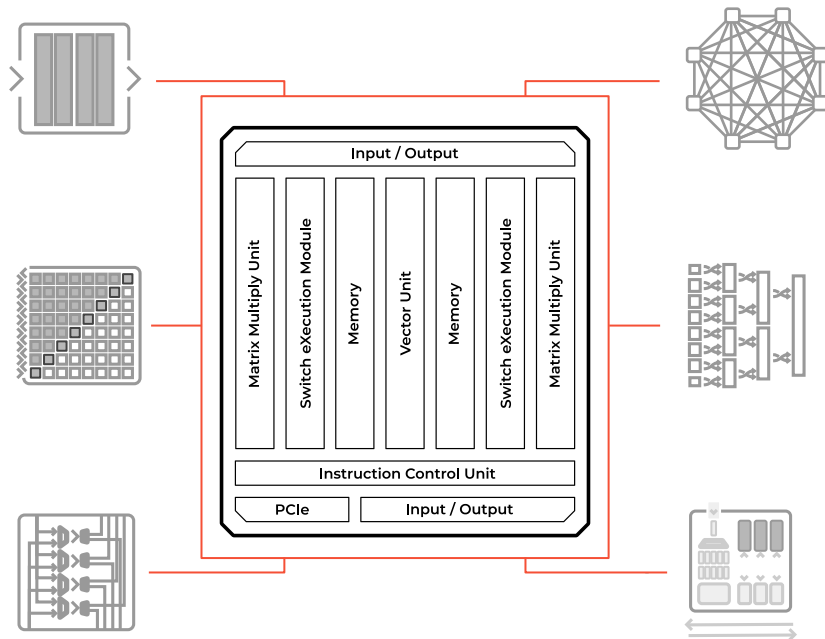 Input / Output
Matrix Multiply Unit
Switch eXecution Module
Memory
Vector Unit
Memory
Switch eXecution Module
Matrix Multiply Unit
Instruction Control Unit
PCIe
Input / Output